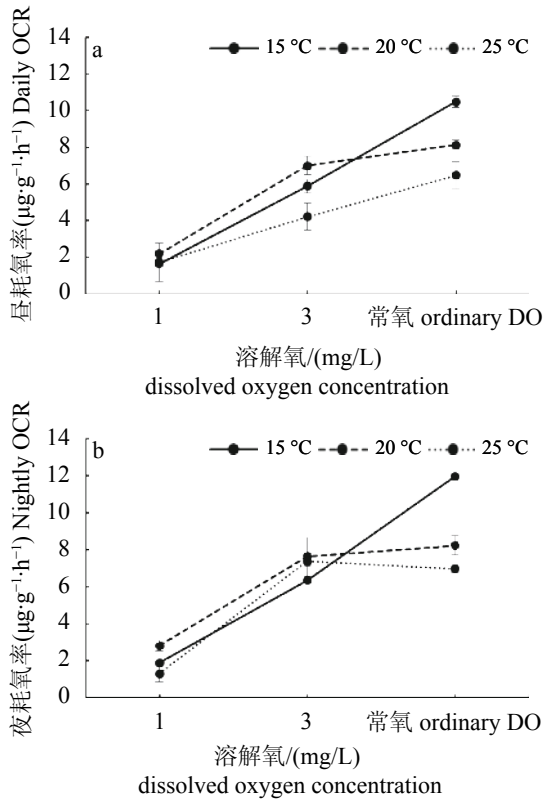 a
15 ℃ 20 ℃ 25 ℃
昼耗氧率(μg·g⁻¹·h⁻¹) Daily OCR
14
12
10
8
6
4
2
0
1 3 常氧 ordinary DO
溶解氧/(mg/L)
dissolved oxygen concentration
b
15 ℃ 20 ℃ 25 ℃
夜耗氧率(μg·g⁻¹·h⁻¹) Nightly OCR
14
12
10
8
6
4
2
0
1 3 常氧 ordinary DO
溶解氧/(mg/L)
dissolved oxygen concentration